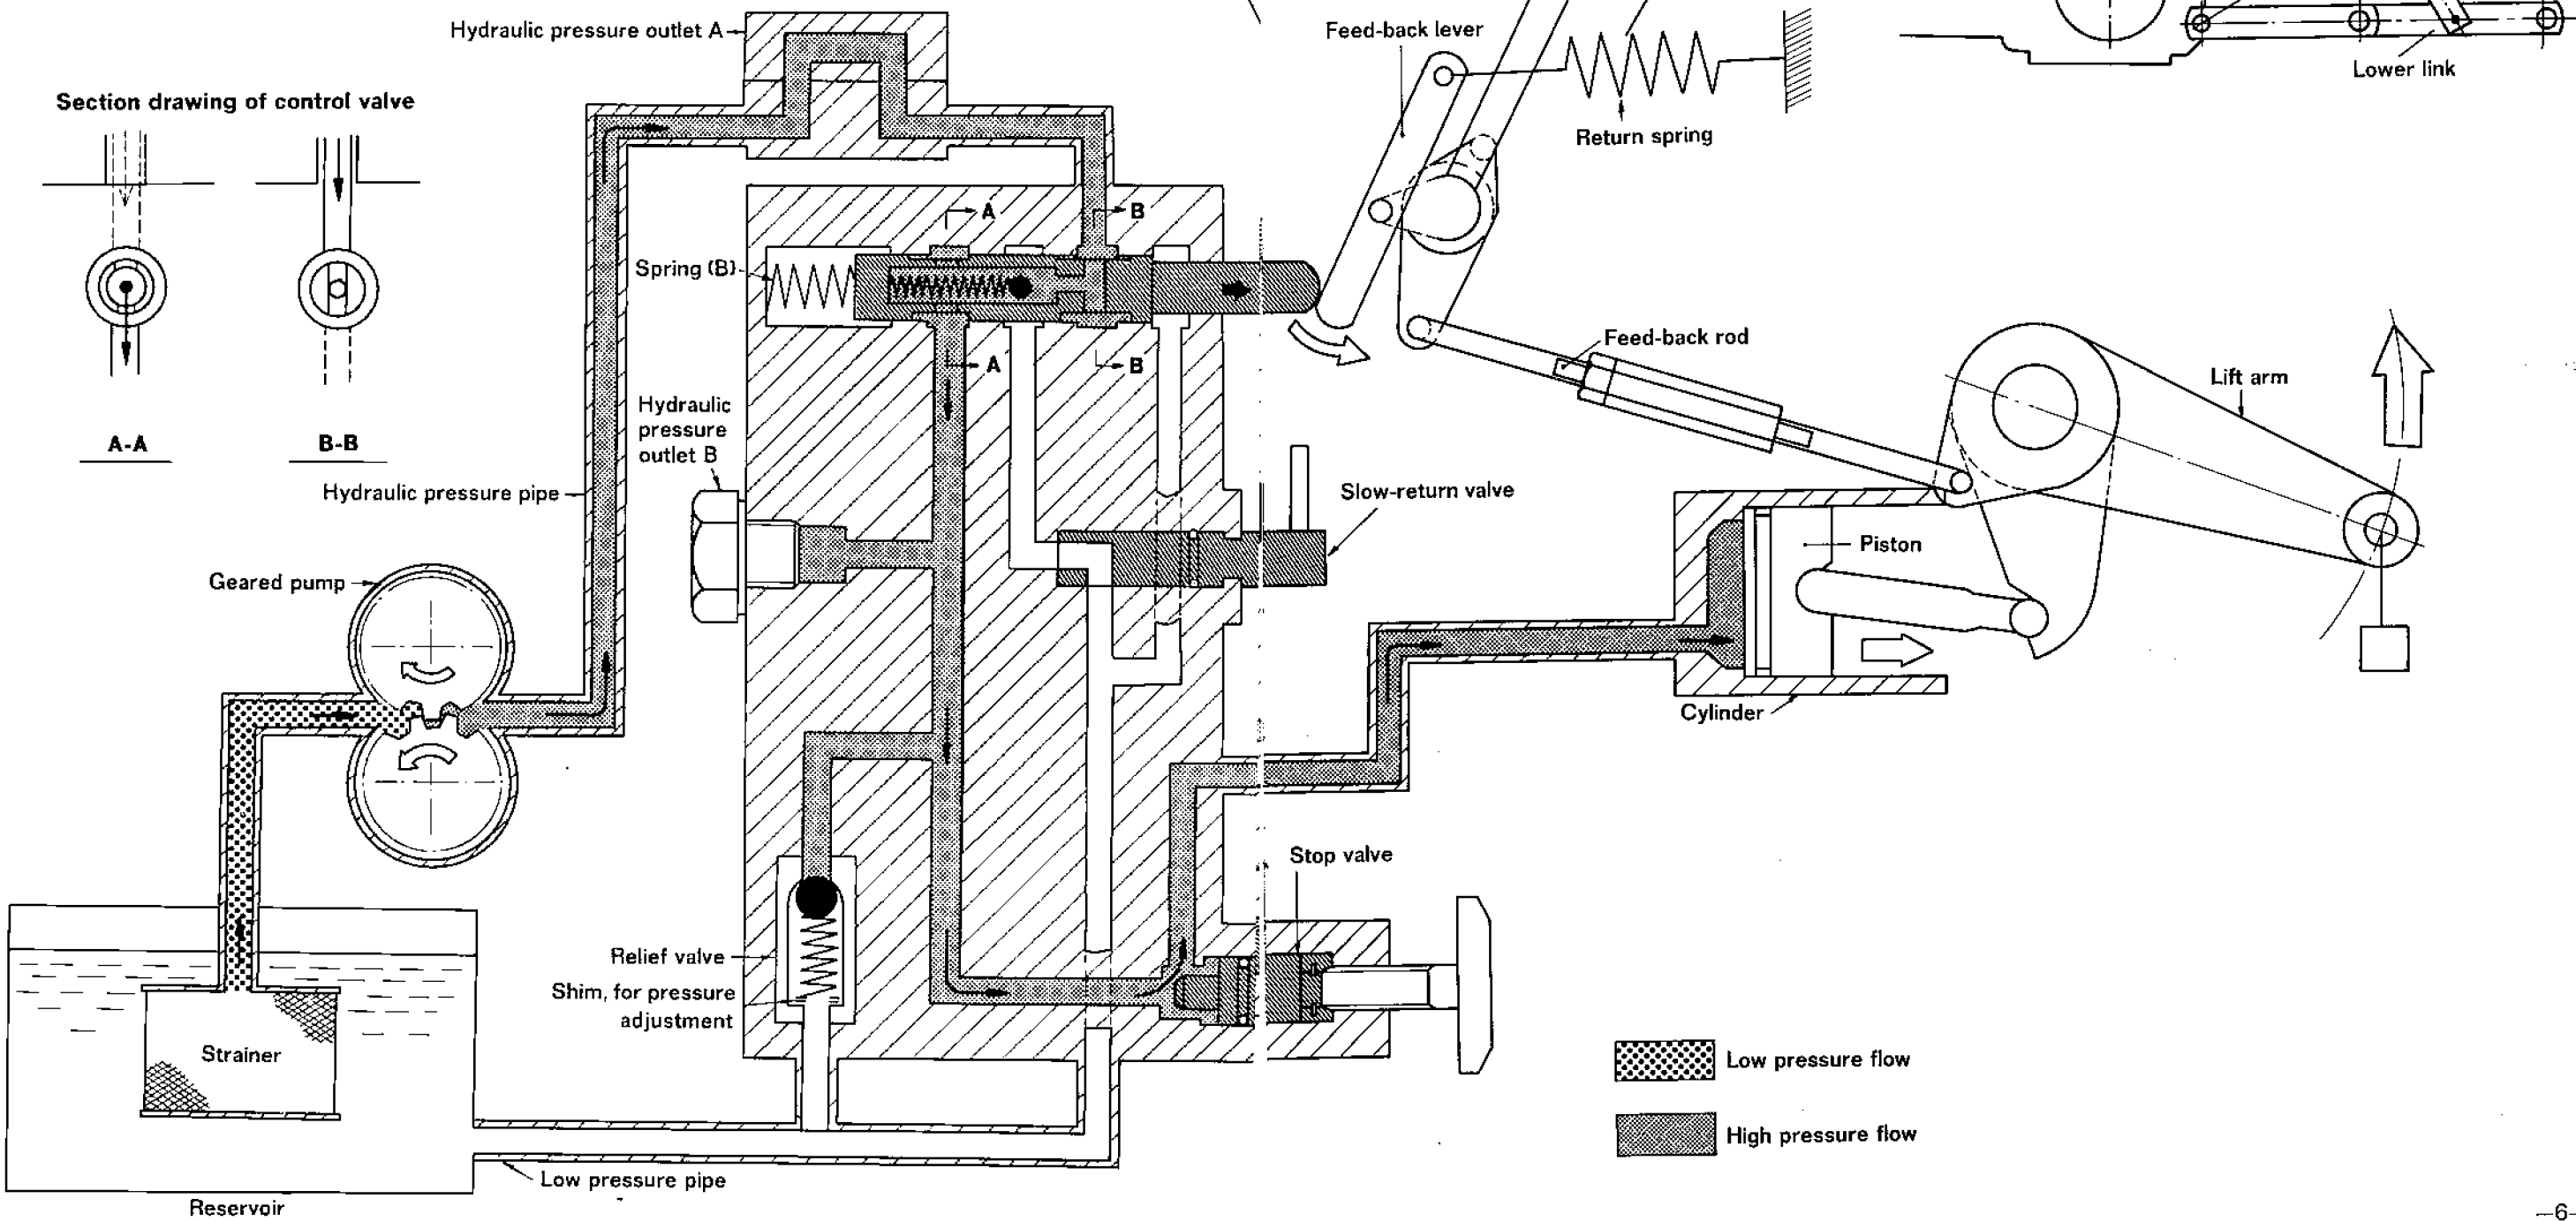 Hydraulic pressure outlet A
Feed-back lever
Lower link
Section drawing of control valve
Return spring
A
B
Spring (B)
A
B
Feed-back rod
Lift arm
Hydraulic
pressure
outlet B
A-A
B-B
Hydraulic pressure pipe
Slow-return valve
Piston
Geared pump
Cylinder
Stop valve
Relief valve
Shim, for pressure
adjustment
Strainer
Low pressure flow
High pressure flow
Low pressure pipe
Reservoir
—6—